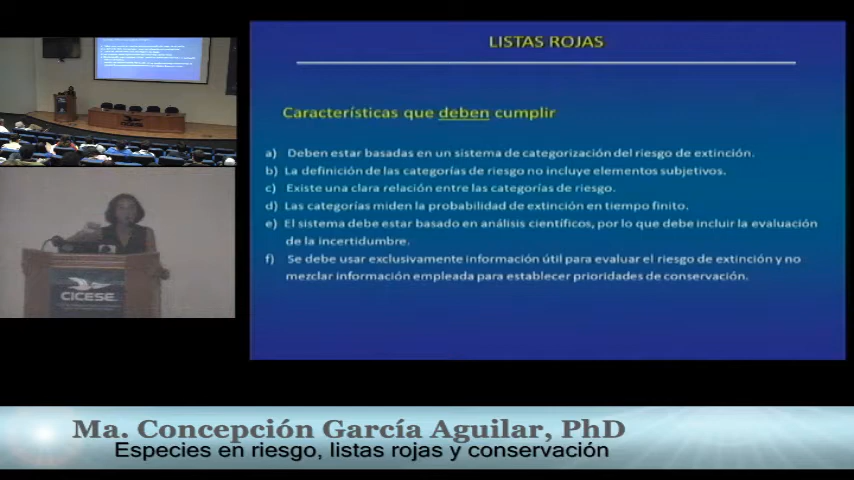 LISTAS ROJAS
Características que deben cumplir
a) Deben estar basadas en un sistema de categorización del riesgo de extinción.
b) La definición de las categorías de riesgo no incluye elementos subjetivos.
c) Existe una clara relación entre las categorías de riesgo.
d) Las categorías miden la probabilidad de extinción en tiempo finito.
e) El sistema debe estar basado en análisis científicos, por lo que debe incluir la evaluación
de la incertidumbre.
f) Se debe usar exclusivamente información útil para evaluar el riesgo de extinción y no
mezclar información empleada para establecer prioridades de conservación.
CICESE
Ma. Concepción García Aguilar, PhD
Especies en riesgo, listas rojas y conservación